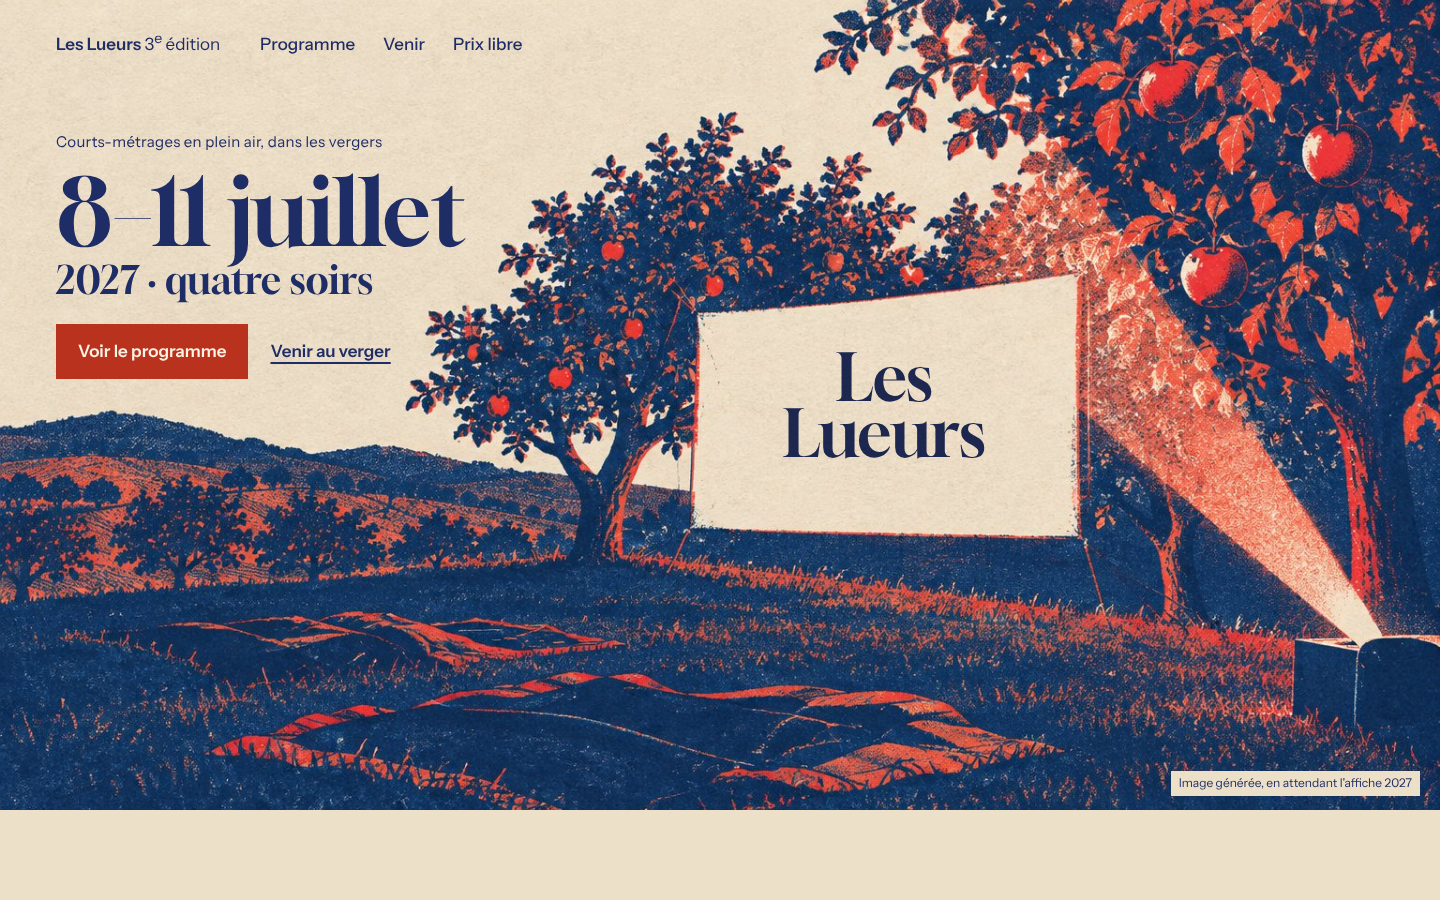 Les Lueurs 3e édition Programme Venir Prix libre
Courts-métrages en plein air, dans les vergers
8–11 juillet
2027 · quatre soirs
Voir le programme Venir au verger
Les
Lueurs
Image générée, en attendant l'affiche 2027